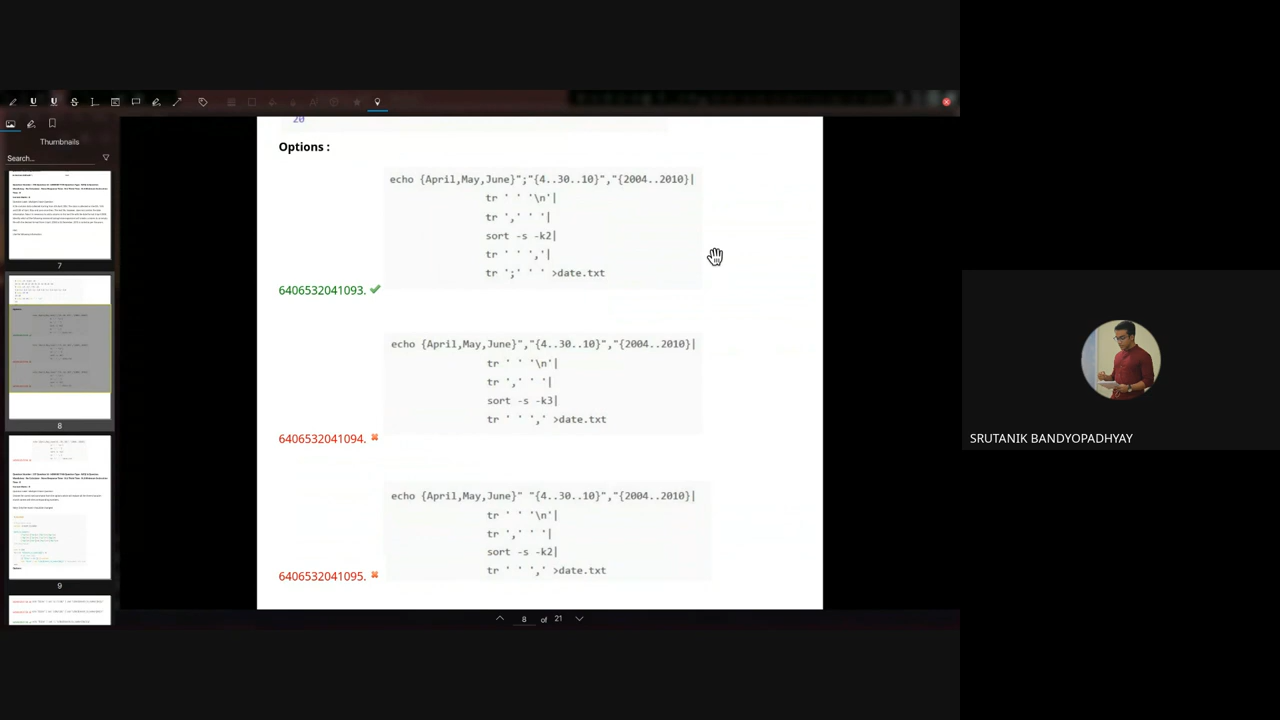 Thumbnails
Search...
7
8
9
20
Options :
echo {April,May,June}";"{4..30..10}","{2004..2010}|
tr ' ' '\n'|
tr ',' ' '|
sort -s -k2|
tr ' ' ','|
tr ';' ' ' >date.txt
6406532041093.
echo {April,May,June}","{4..30..10}","{2004..2010}|
tr ' ' '\n'|
tr ',' ' '|
sort -s -k3|
tr ' ' ',' >date.txt
6406532041094.
echo {April,May,June}" "{4..30..10}","{2004..2010}|
tr ' ' '\n'|
tr ',' ' '|
sort -s -k2|
tr ' ' ',' >date.txt
6406532041095.
8 of 21
SRUTANIK BANDYOPADHYAY